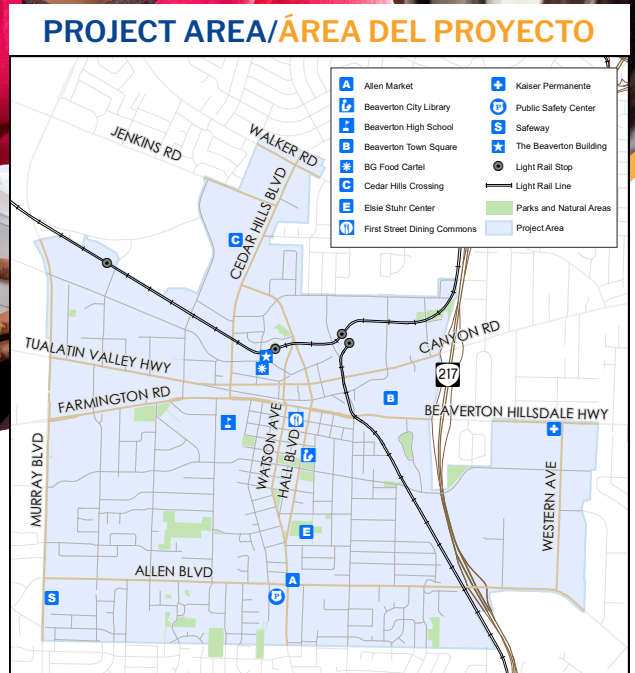 PROJECT AREA/ÁREA DEL PROYECTO
A Allen Market
Beaverton City Library
Beaverton High School
B Beaverton Town Square
BG Food Cartel
C Cedar Hills Crossing
E Elsie Stuhr Center
First Street Dining Commons
Kaiser Permanente
P Public Safety Center
S Safeway
The Beaverton Building
Light Rail Stop
Light Rail Line
Parks and Natural Areas
Project Area
JENKINS RD
WALKER RD
CEDAR HILLS BLVD
C
CANYON RD
TUALATIN VALLEY HWY
217
FARMINGTON RD
B
BEAVERTON HILLSDALE HWY
MURRAY BLVD
WATSON AVE
HALL BLVD
WESTERN AVE
E
ALLEN BLVD
A
S
P